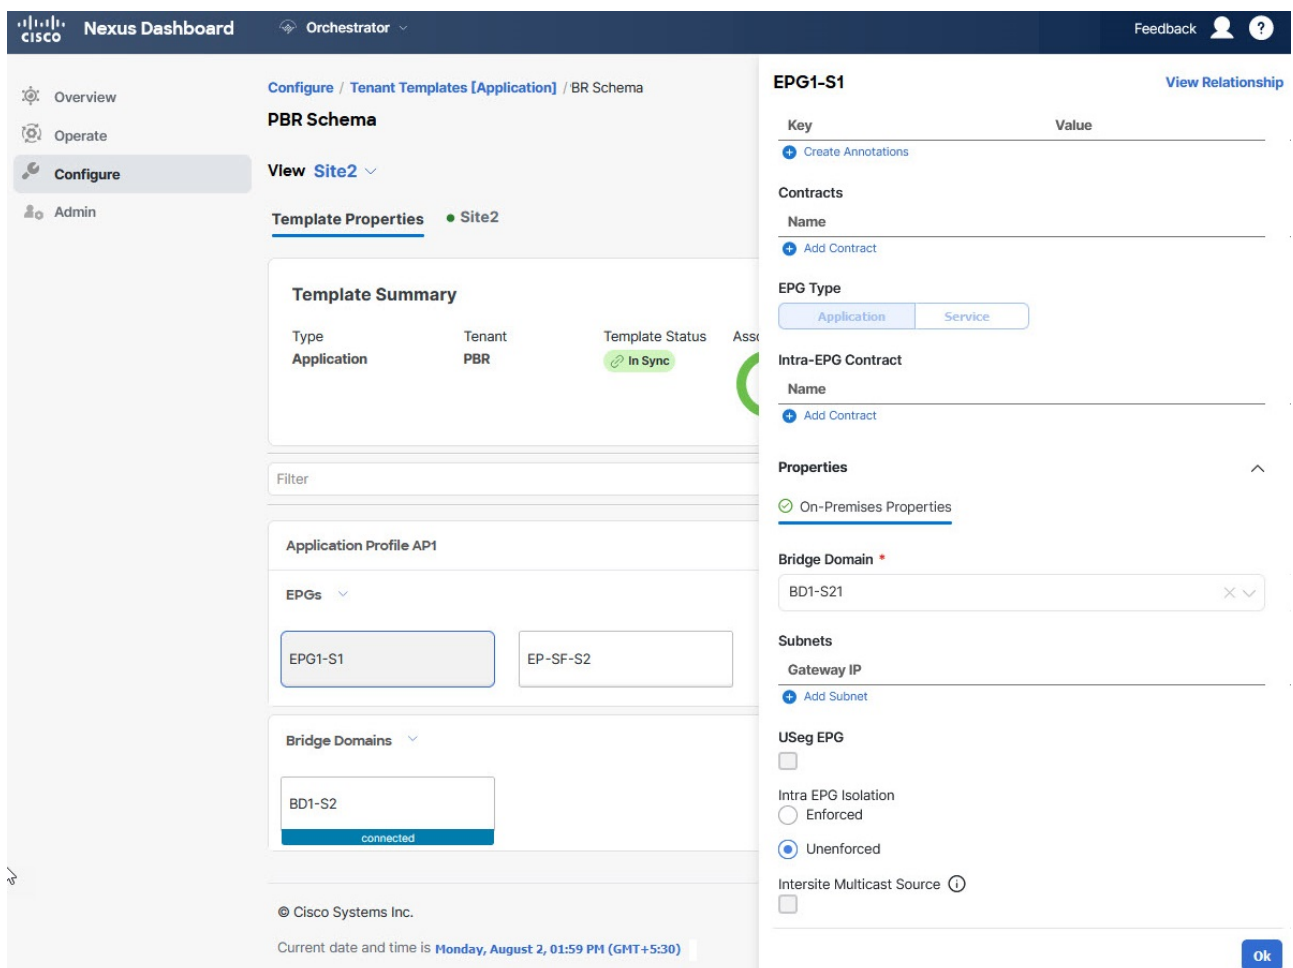 CISCO Nexus Dashboard
Orchestrator
Feedback
?
Overview
Operate
Configure
Admin
Configure / Tenant Templates [Application] / BR Schema
PBR Schema
View Site2
Template Properties
Site2
Template Summary
Type
Application
Tenant
PBR
Template Status
In Sync
Asso
Filter
Application Profile AP1
EPGs
EPG1-S1
EP-SF-S2
Bridge Domains
BD1-S2
connected
© Cisco Systems Inc.
Current date and time is Monday, August 2, 01:59 PM (GMT+5:30)
EPG1-S1
View Relationship
Key Value
Create Annotations
Contracts
Name
Add Contract
EPG Type
Application Service
Intra-EPG Contract
Name
Add Contract
Properties
On-Premises Properties
Bridge Domain *
BD1-S21
Subnets
Gateway IP
Add Subnet
USeg EPG
Intra EPG Isolation
Enforced
Unenforced
Intersite Multicast Source
Ok